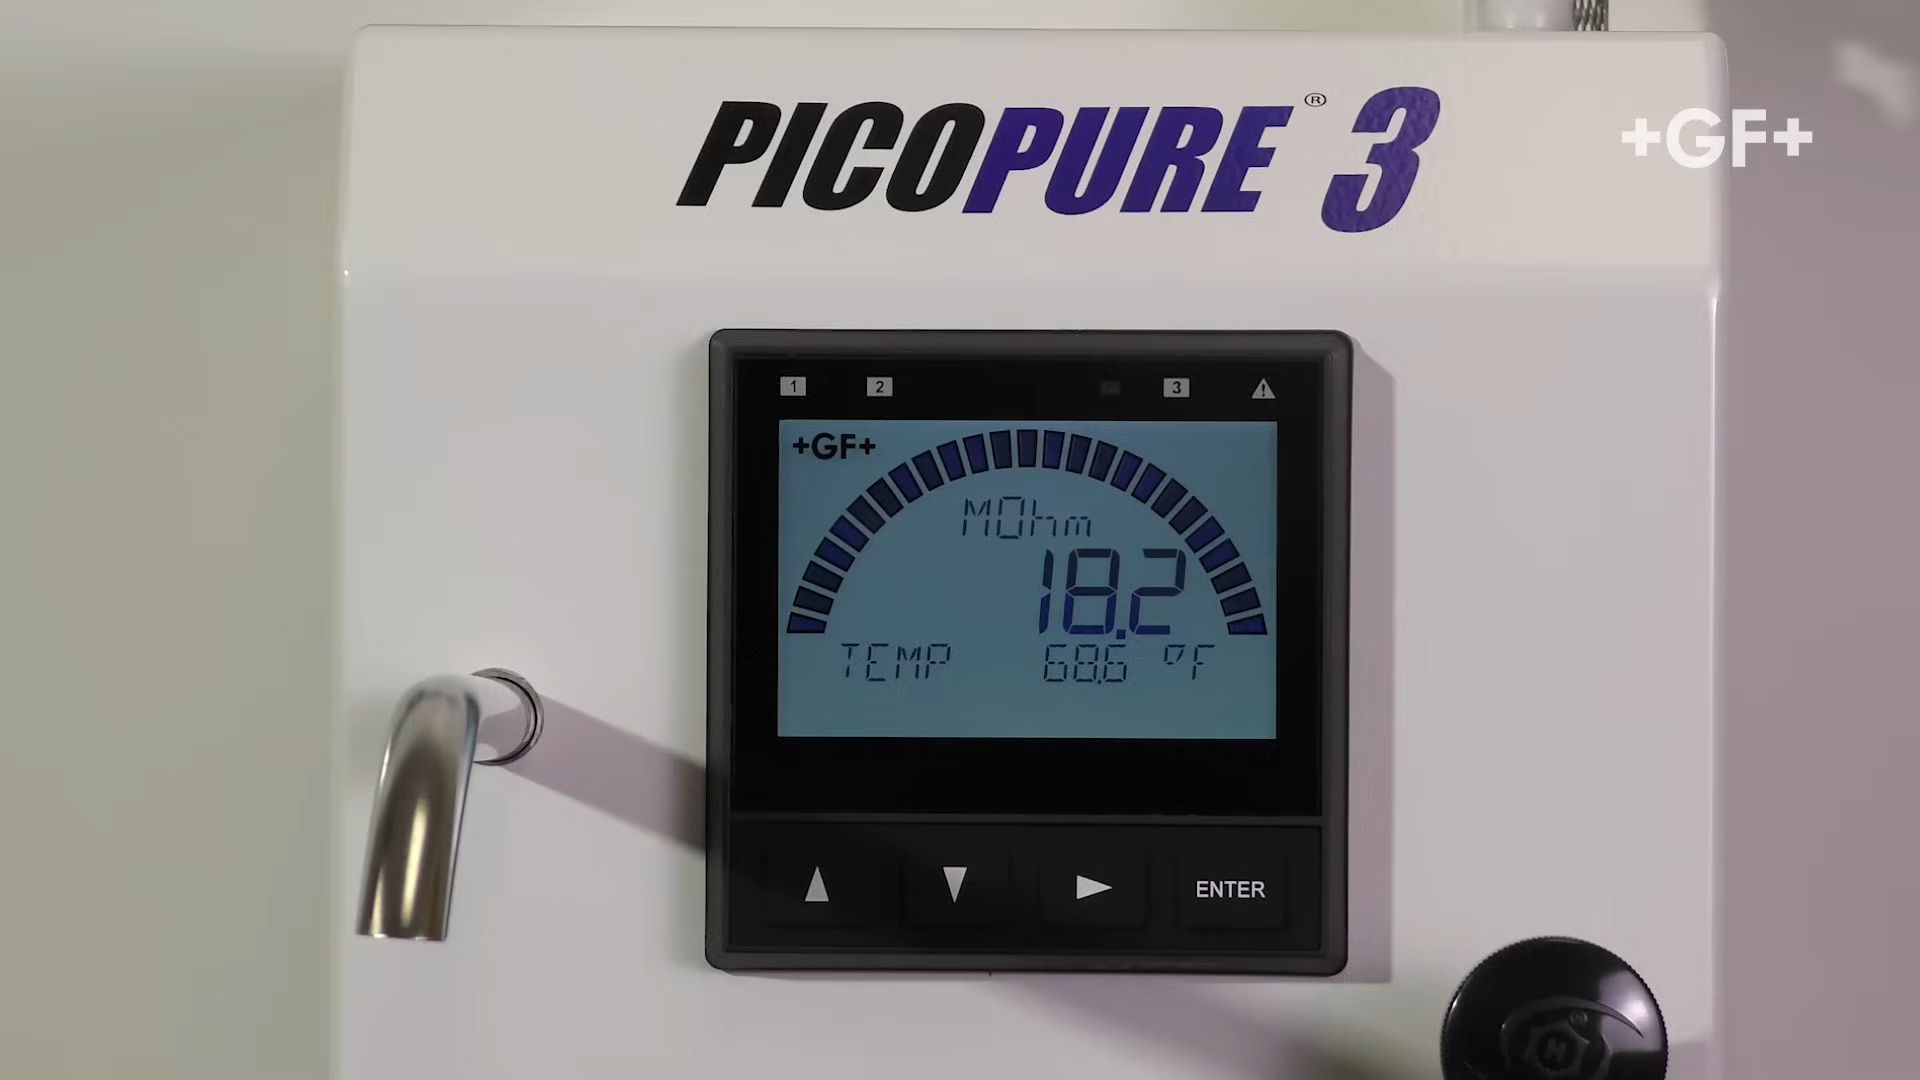 PICOPURE® 3
+GF+
1 2 3
+GF+
MOhm
18.2
TEMP 68.6 °F
ENTER